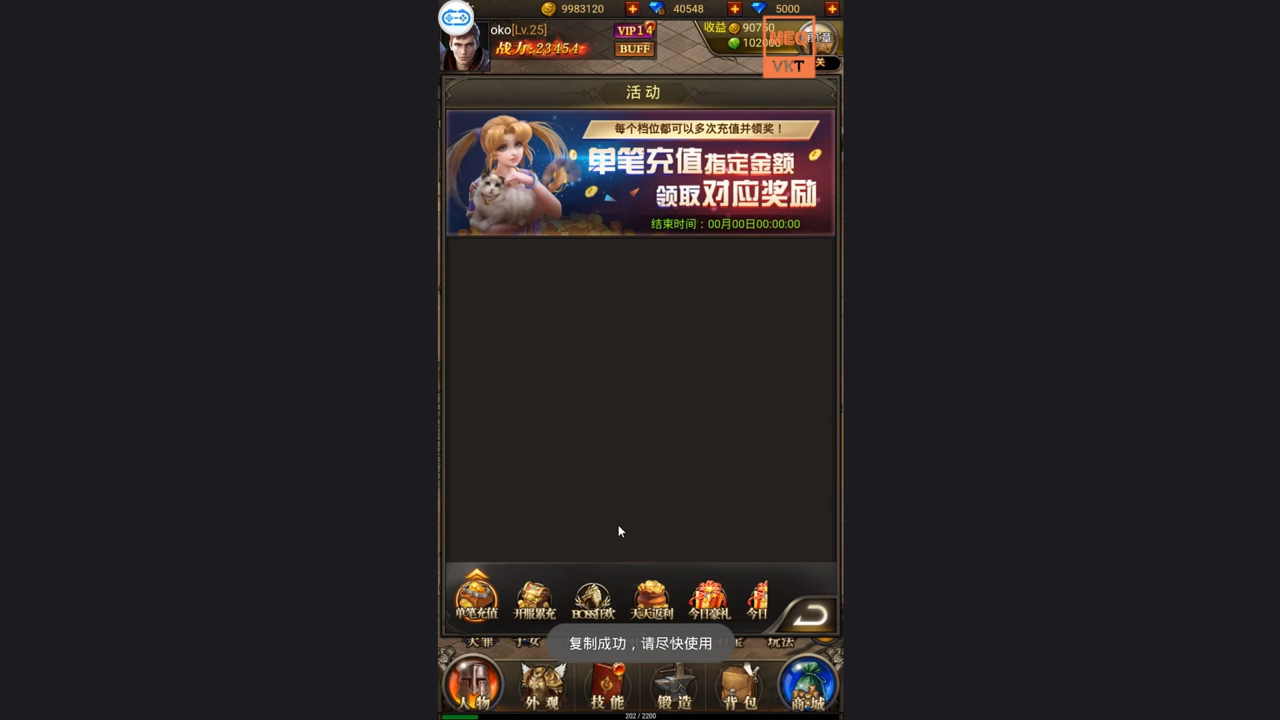 9983120
40548
5000
oko[Lv.25]
VIP14
收益
90750
战力:23454
BUFF
VKT
关
活动
每个档位都可以多次充值并领奖！
单笔充值指定金额
领取对应奖励
结束时间：00月00日00:00:00
单笔充值
开服累充
BOSS狂欢
天天返利
今日豪礼
今日
玩法
复制成功，请尽快使用
人物
外观
技能
锻造
背包
商城
202 / 2200